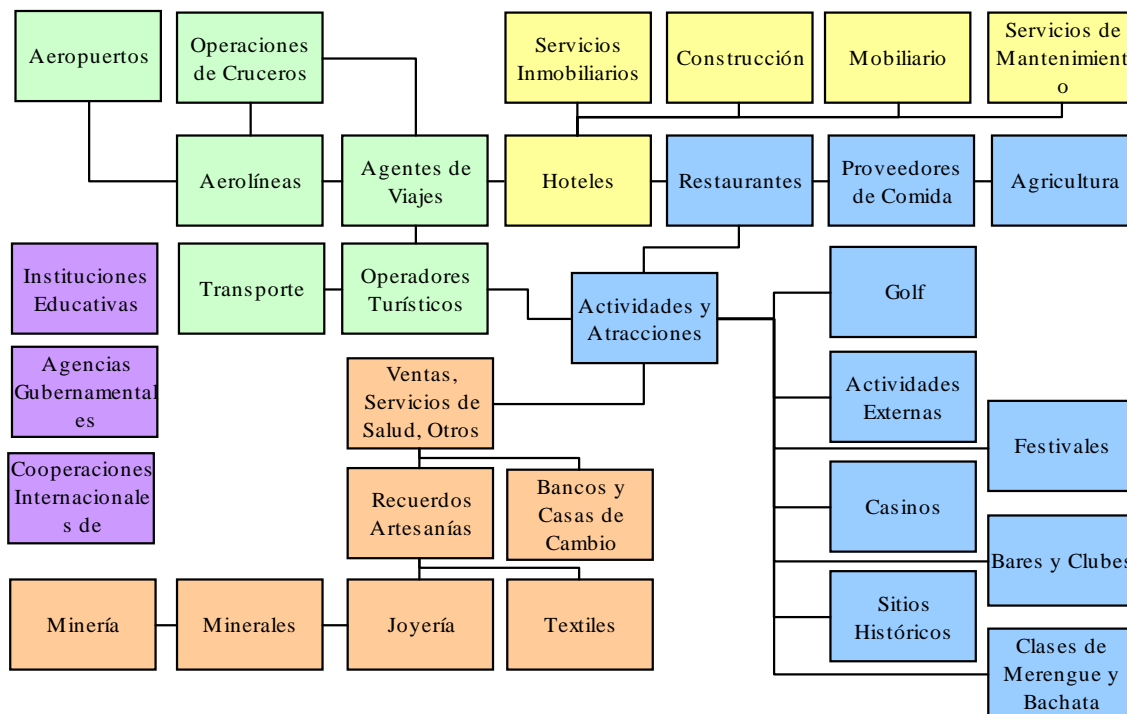 Aeropuertos
Operaciones
de Cruceros
Servicios
Inmobiliarios
Construcción
Mobiliario
Servicios de
Mantenimient
o
Aerolíneas
Agentes de
Viajes
Hoteles
Restaurantes
Proveedores
de Comida
Agricultura
Instituciones
Educativas
Transporte
Operadores
Turísticos
Actividades y
Atracciones
Golf
Agencias
Gubernamental
es
Ventas,
Servicios de
Salud, Otros
Actividades
Externas
Festivales
Cooperaciones
Internacionale
s de
Recuerdos
Artesanías
Bancos y
Casas de
Cambio
Casinos
Bares y Clubes
Minería
Minerales
Joyería
Textiles
Sitios
Históricos
Clases de
Merengue y
Bachata